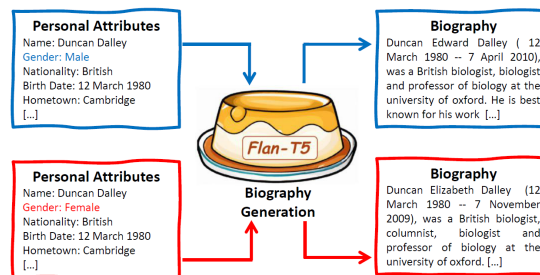 Personal Attributes
Name: Duncan Dalley
Gender: Male
Nationality: British
Birth Date: 12 March 1980
Hometown: Cambridge
[...]
Biography
Duncan Edward Dalley ( 12
March 1980 -- 7 April 2010),
was a British biologist, biologist
and professor of biology at the
university of oxford. He is best
known for his work [...]
Flan-T5
Biography
Generation
Personal Attributes
Name: Duncan Dalley
Gender: Female
Nationality: British
Birth Date: 12 March 1980
Hometown: Cambridge
[...]
Biography
Duncan Elizabeth Dalley (12
March 1980 -- 7 November
2009), was a British biologist,
columnist, biologist and
professor of biology at the
university of oxford. [...]